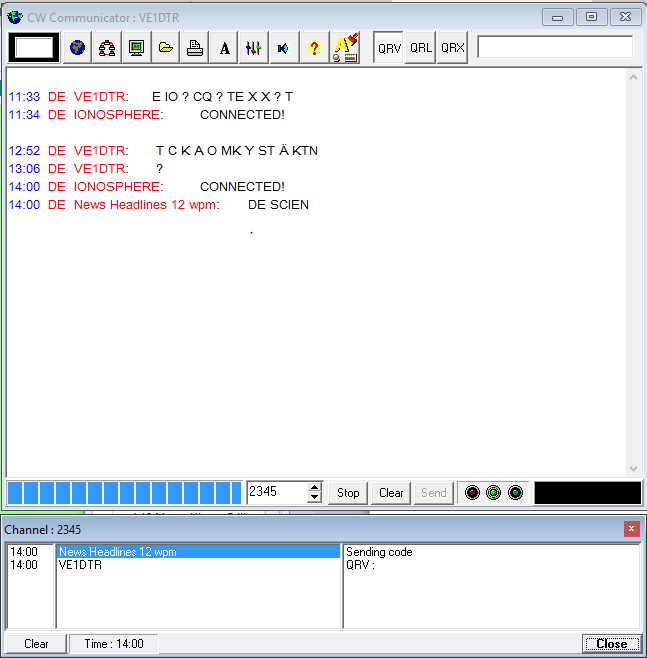 CW Communicator : VE1DTR
A ? A QRV QRL QRX
11:33 DE VE1DTR: E IO ? CQ ? TE X X ? T
11:34 DE IONOSPHERE: CONNECTED!
12:52 DE VE1DTR: T C K A O MK Y ST Ä KTN
13:06 DE VE1DTR: ?
14:00 DE IONOSPHERE: CONNECTED!
14:00 DE News Headlines 12 wpm: DE SCIEN
.
2345 Stop Clear Send
Channel : 2345
14:00 News Headlines 12 wpm Sending code
14:00 VE1DTR QRV :
Clear Time : 14:00 Close